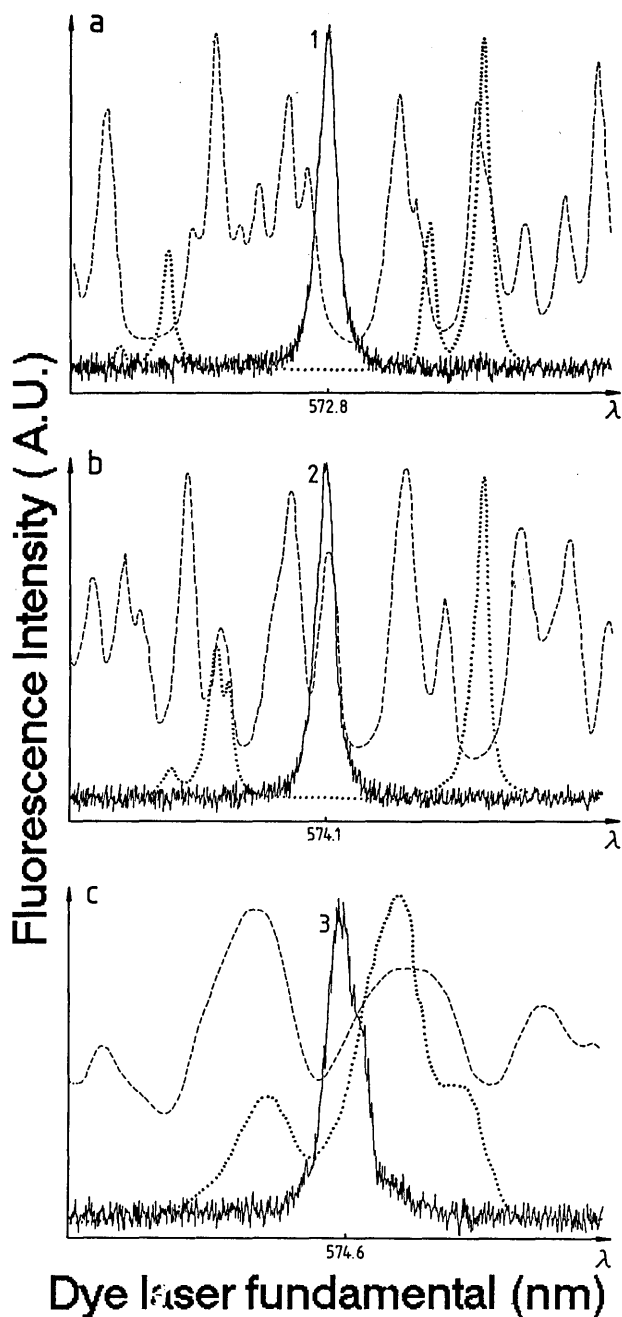 a
1
572.8
λ
b
2
574.1
λ
c
3
574.6
λ
Fluorescence Intensity ( A.U.)
Dye laser fundamental (nm)